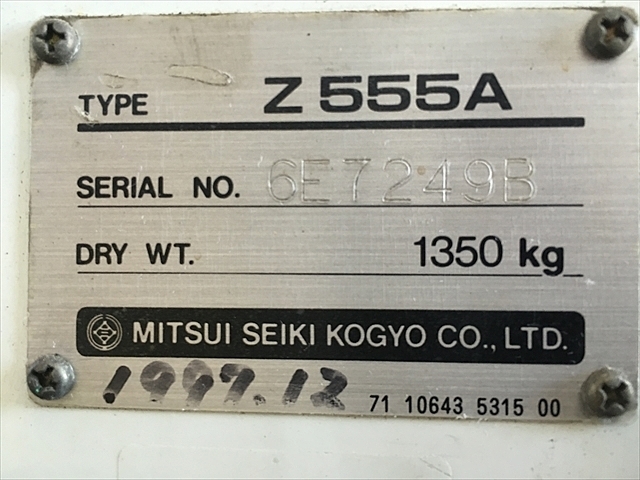 TYPE Z555A
SERIAL NO. 6E7249B
DRY WT. 1350 kg
MITSUI SEIKI KOGYO CO., LTD.
1997.12
71 10643 5315 00